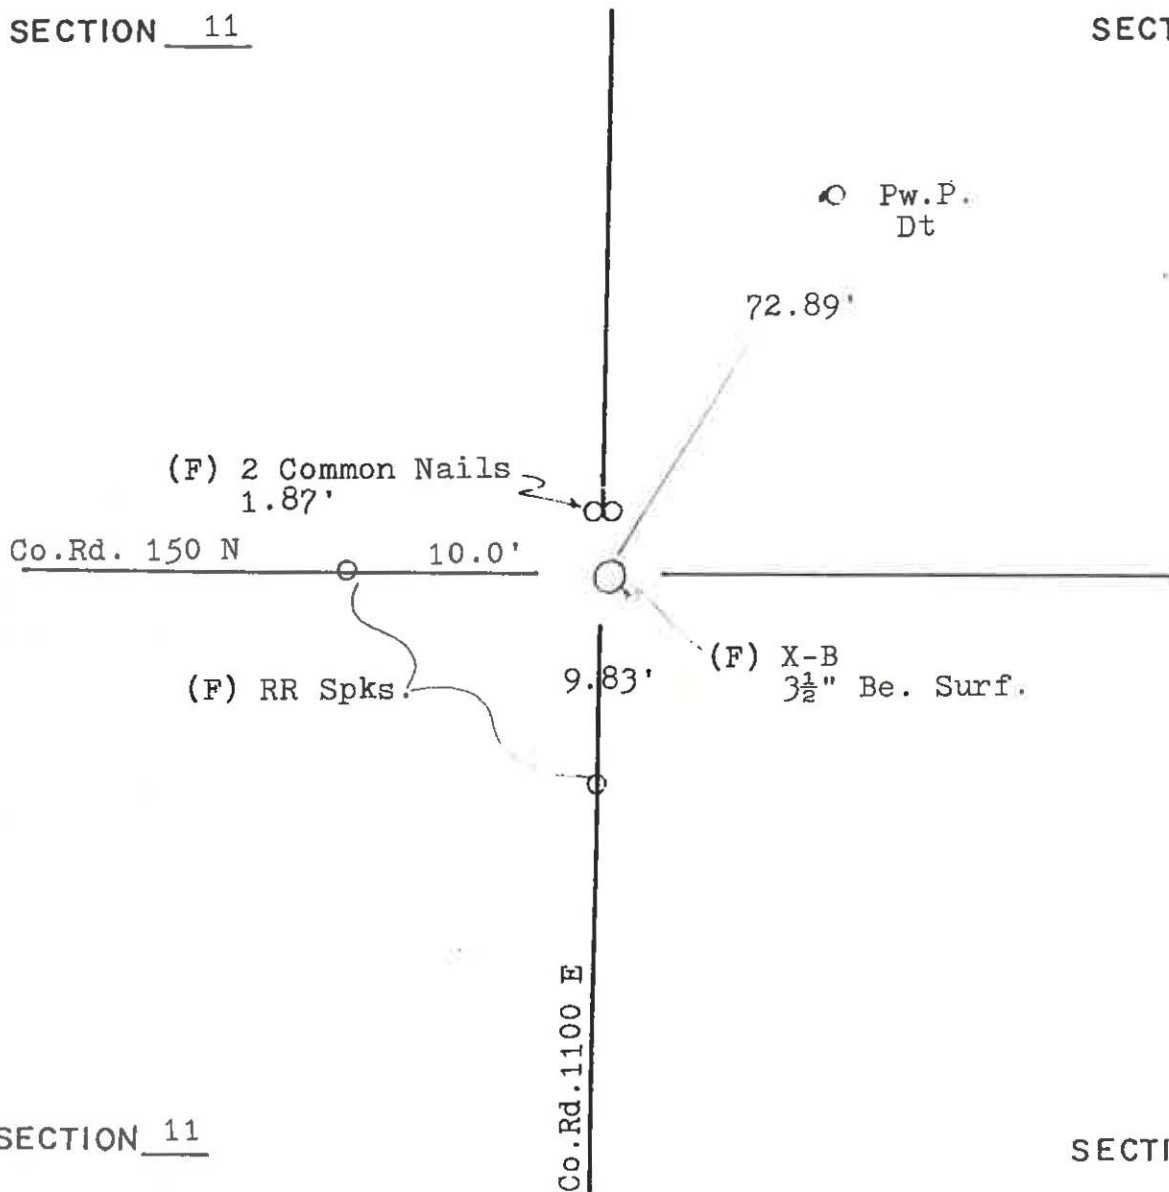 SECTION 11
SECT
Pw.P.
Dt
72.89'
(F) 2 Common Nails
1.87'
Co.Rd. 150 N
10.0'
(F) RR Spks.
9.83'
(F) X-B
3½" Be. Surf.
Co.Rd.1100 E
SECTION 11
SECTI